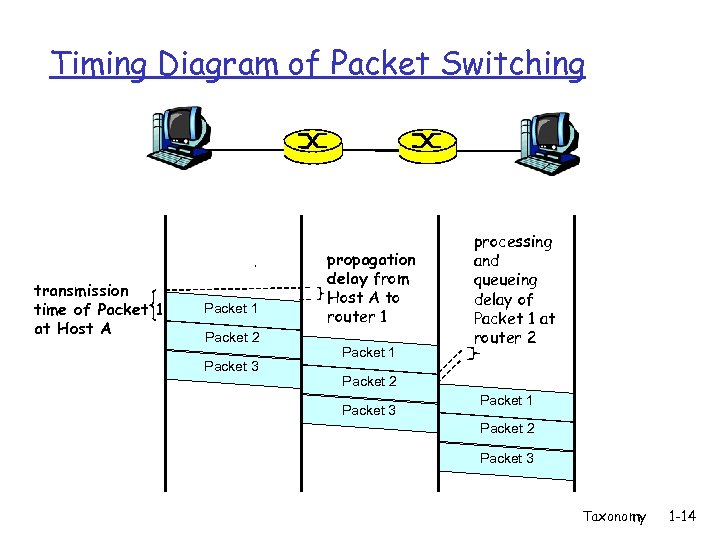 Timing Diagram of Packet Switching
transmission
time of Packet 1
at Host A
Packet 1
Packet 2
Packet 3
propagation
delay from
Host A to
router 1
Packet 1
Packet 2
Packet 3
processing
and
queueing
delay of
Packet 1 at
router 2
Packet 1
Packet 2
Packet 3
Taxonomy 1-14